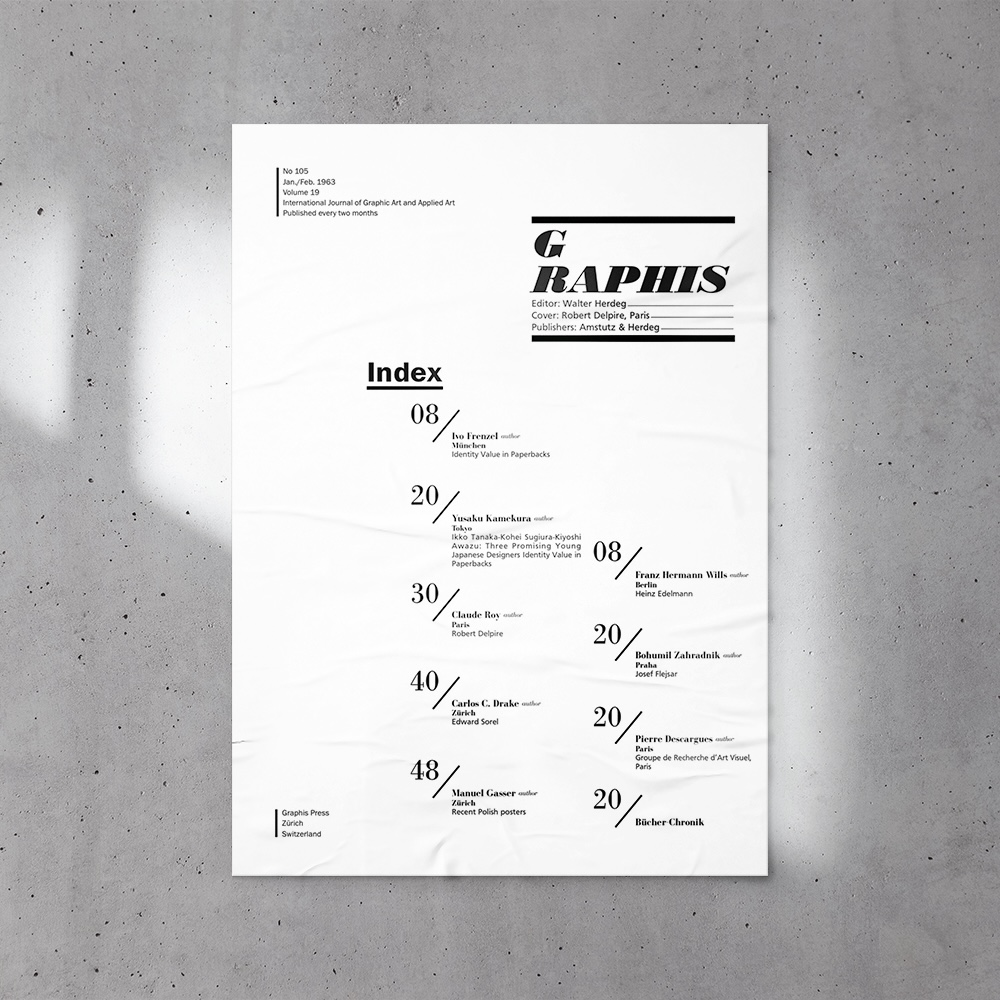 No 105
Jan./Feb. 1963
Volume 19
International Journal of Graphic Art and Applied Art
Published every two months
G
RAPHIS
Editor: Walter Herdeg
Cover: Robert Delpire, Paris
Publishers: Amstutz & Herdeg
Index
08
Ivo Frenzel author
München
Identity Value in Paperbacks
20
Yusaku Kamekura author
Tokyo
Ikko Tanaka-Kohei Sugiura-Kiyoshi
Awazu: Three Promising Young
Japanese Designers Identity Value in
Paperbacks
30
Claude Roy author
Paris
Robert Delpire
40
Carlos C. Drake author
Zürich
Edward Sorel
48
Manuel Gasser author
Zürich
Recent Polish posters
08
Franz Hermann Wills author
Berlin
Heinz Edelmann
20
Bohumil Zahradnik author
Praha
Josef Flejsar
20
Pierre Descargues author
Paris
Groupe de Recherche d'Art Visuel,
Paris
20
Bücher-Chronik
Graphis Press
Zürich
Switzerland